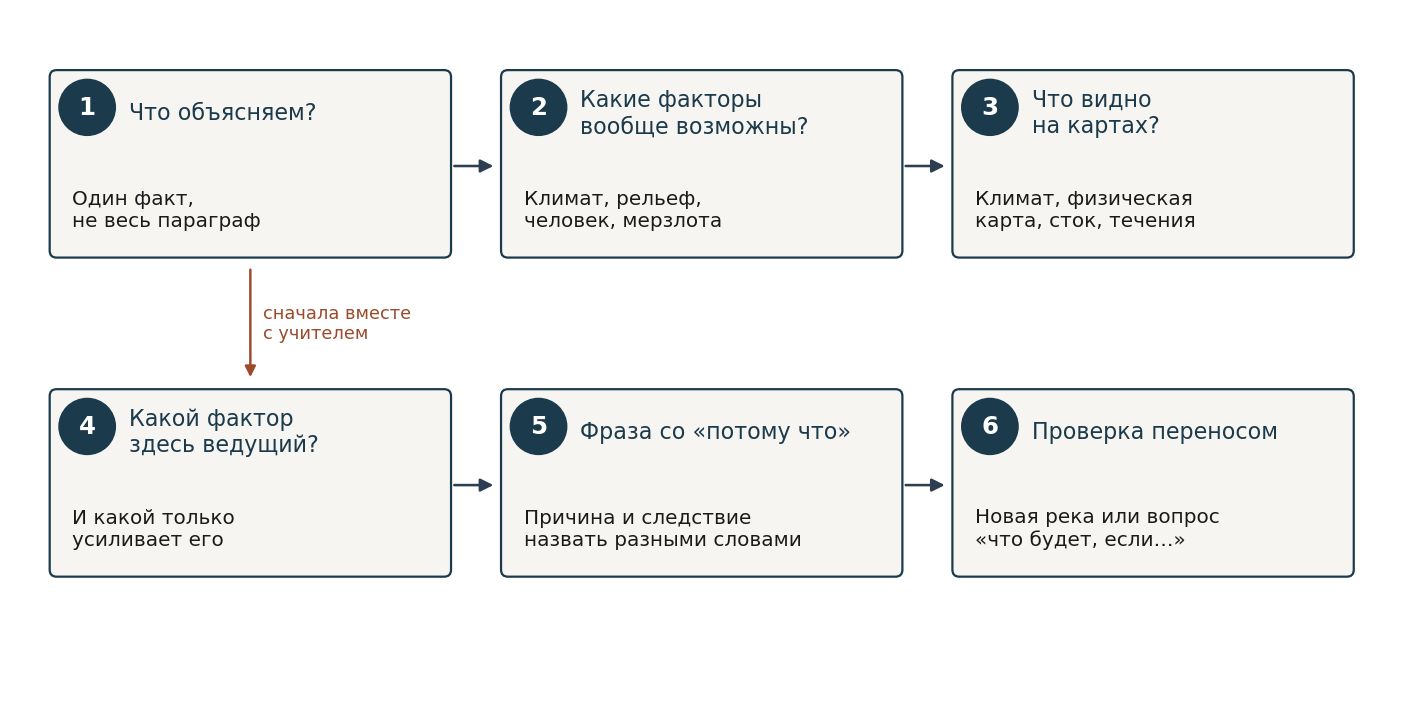 1
Что объясняем?
Один факт,
не весь параграф
2
Какие факторы
вообще возможны?
Климат, рельеф,
человек, мерзлота
3
Что видно
на картах?
Климат, физическая
карта, сток, течения
сначала вместе
с учителем
4
Какой фактор
здесь ведущий?
И какой только
усиливает его
5
Фраза со «потому что»
Причина и следствие
назвать разными словами
6
Проверка переносом
Новая река или вопрос
«что будет, если…»